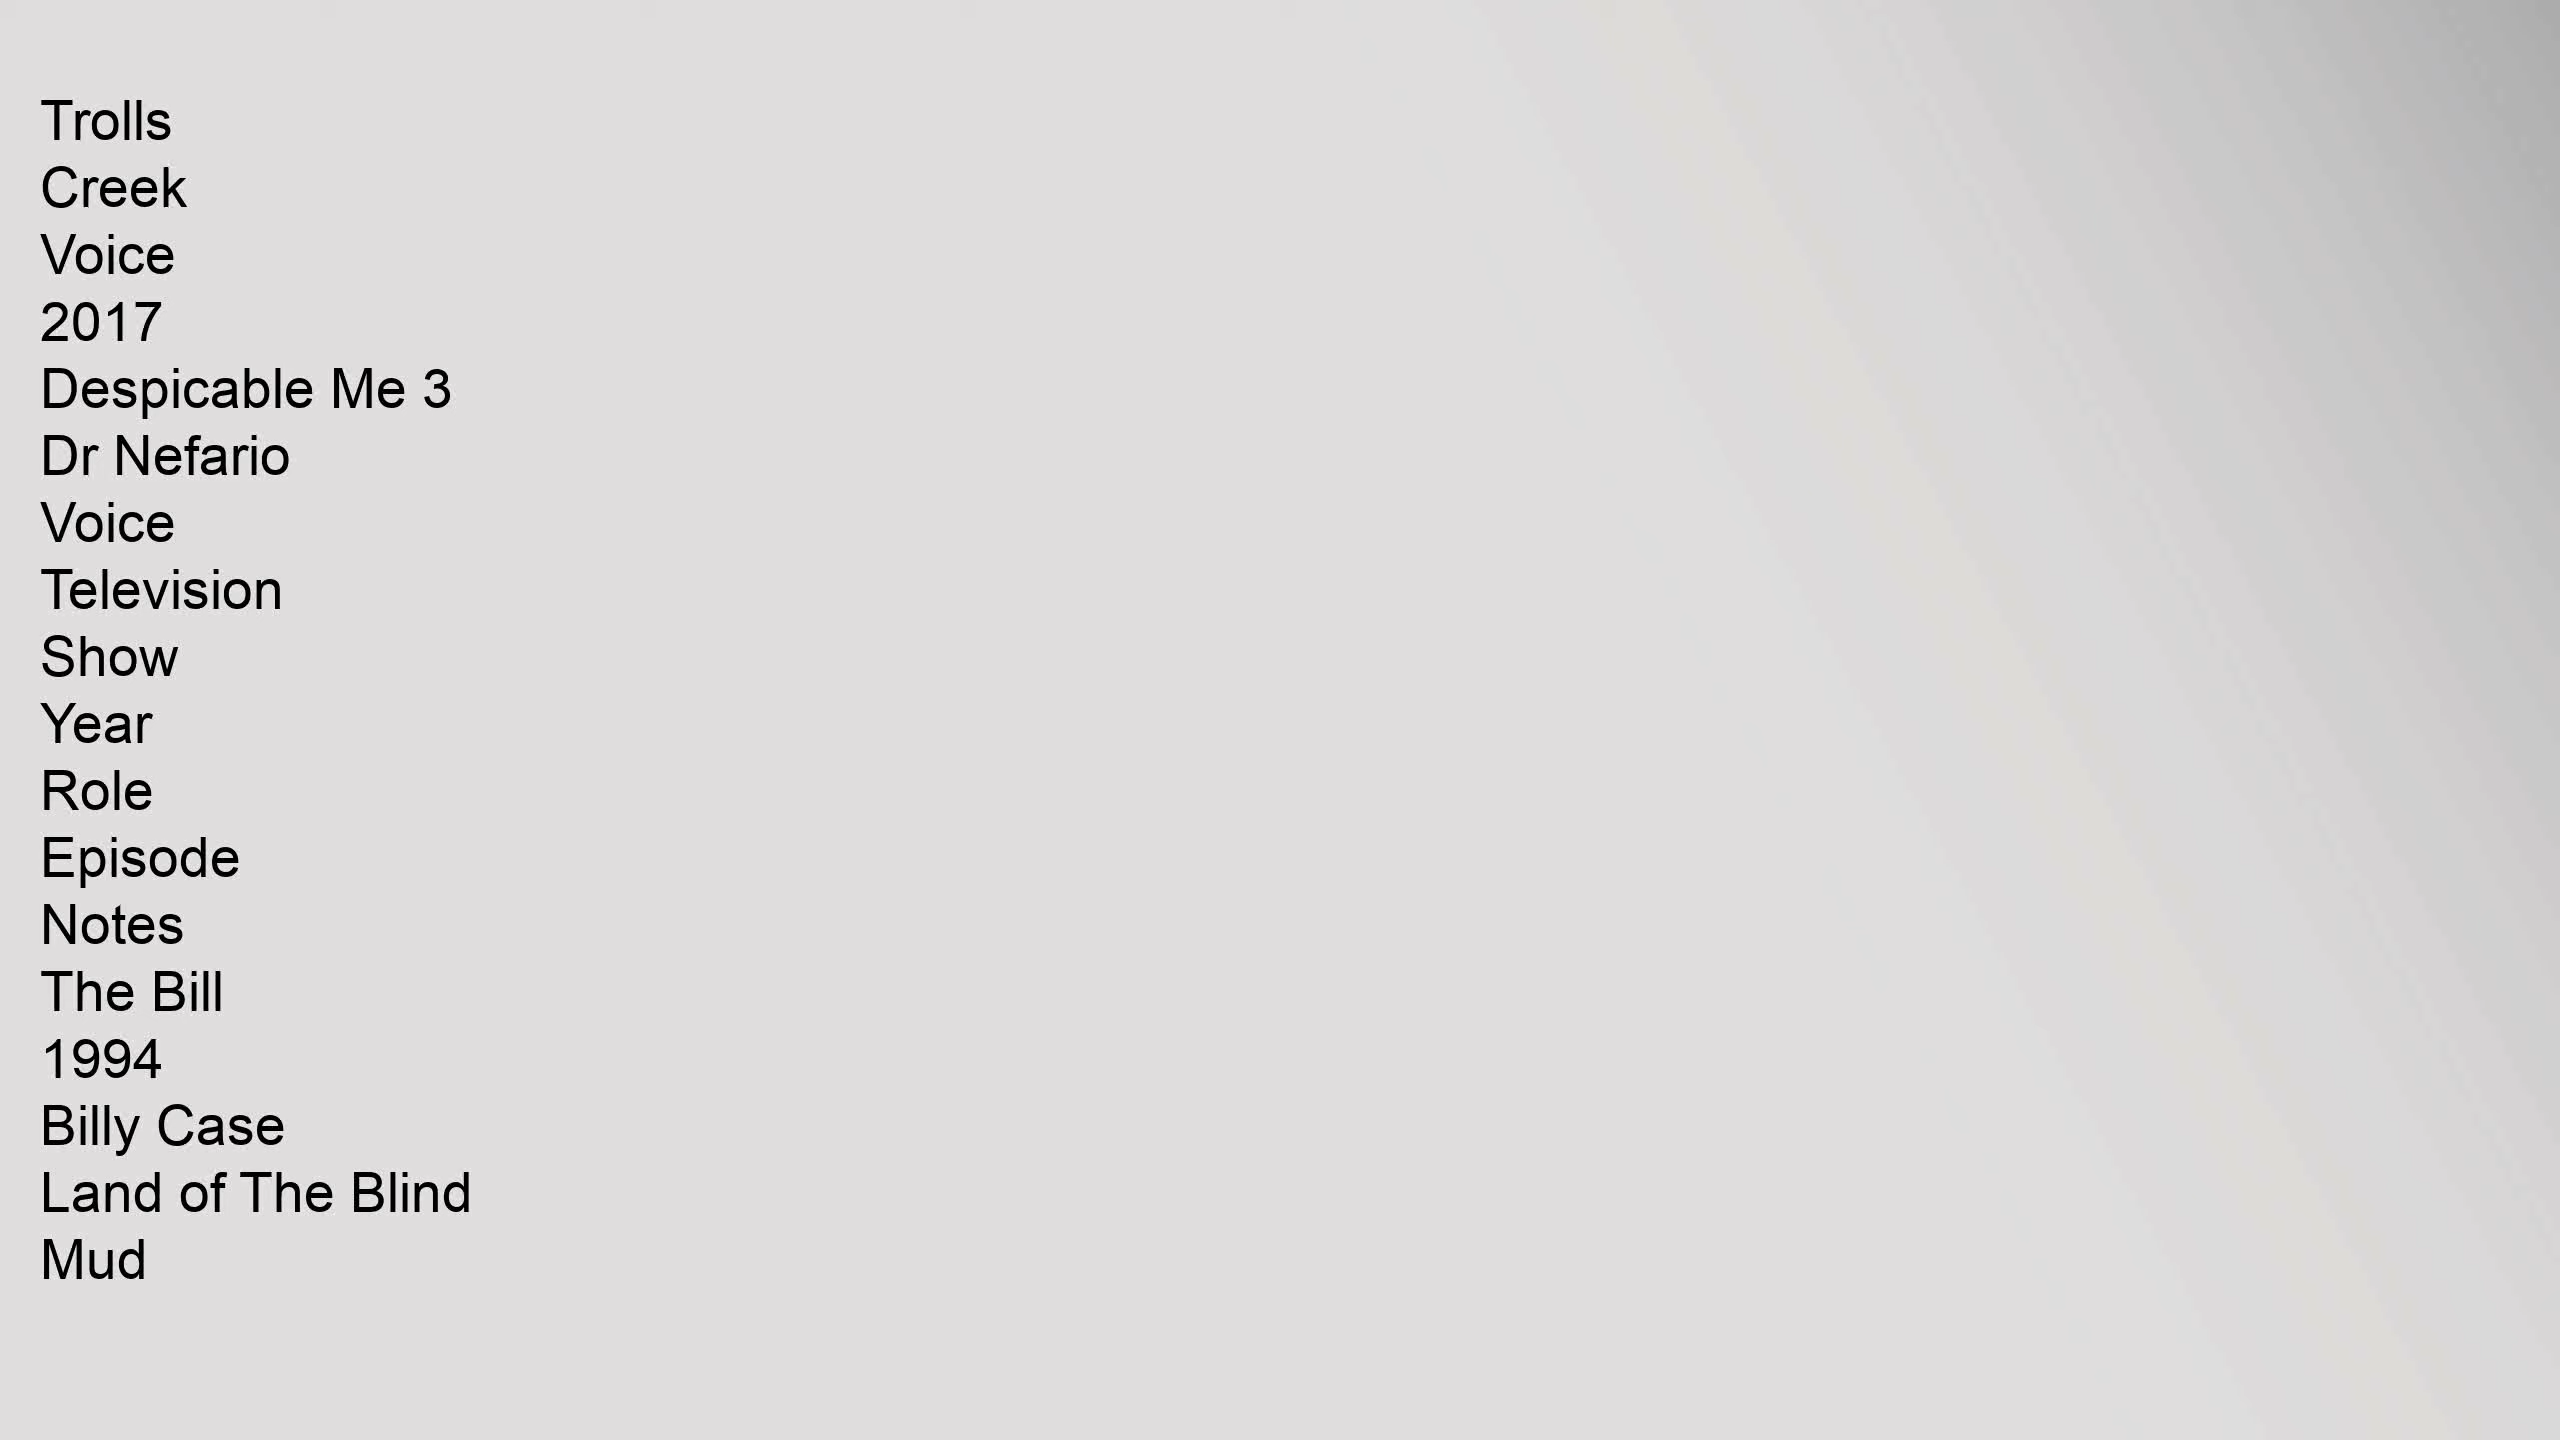 Trolls
Creek
Voice
2017
Despicable Me 3
Dr Nefario
Voice
Television
Show
Year
Role
Episode
Notes
The Bill
1994
Billy Case
Land of The Blind
Mud